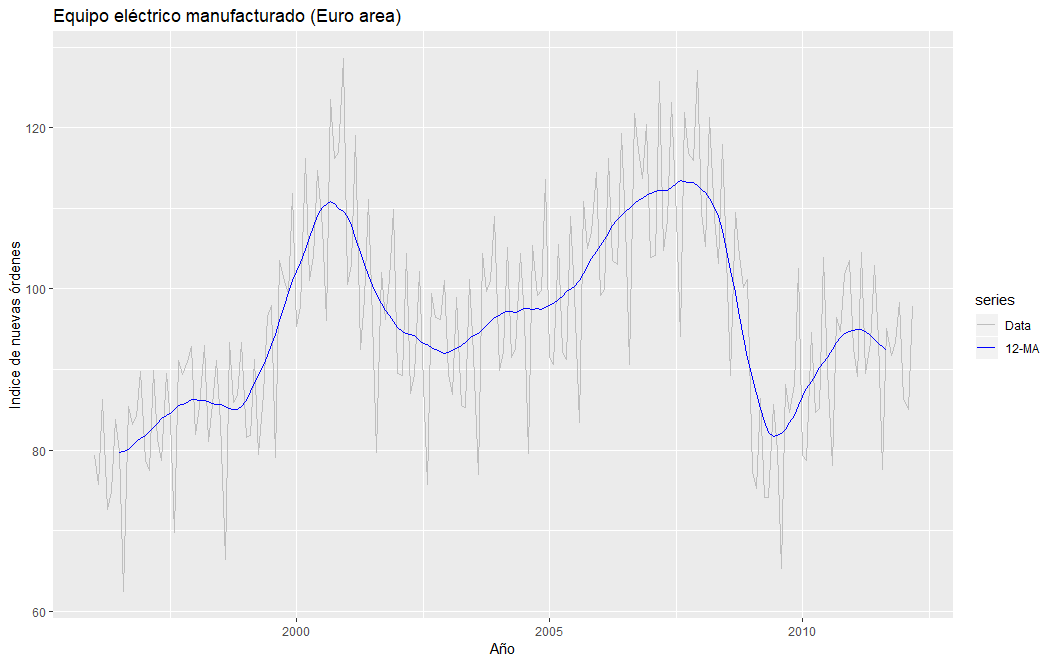 Equipo eléctrico manufacturado (Euro area)
Indice de nuevas órdenes
120
100
80
60
2000
2005
2010
Año
series
Data
12-MA